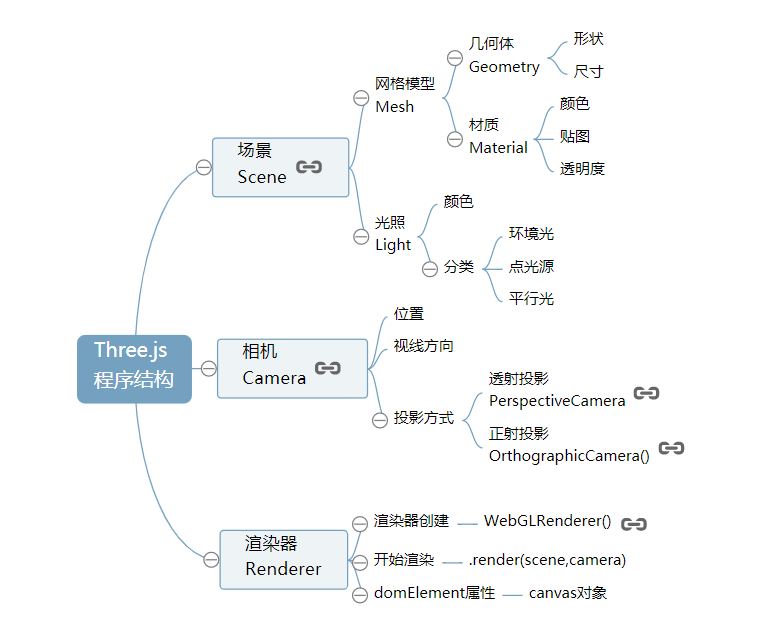 Three.js
程序结构
场景
Scene
网格模型
Mesh
几何体
Geometry
形状
尺寸
材质
Material
颜色
贴图
透明度
光照
Light
颜色
分类
环境光
点光源
平行光
相机
Camera
位置
视线方向
投影方式
透射投影
PerspectiveCamera
正射投影
OrthographicCamera()
渲染器
Renderer
渲染器创建
WebGLRenderer()
开始渲染
.render(scene,camera)
domElement属性
canvas对象